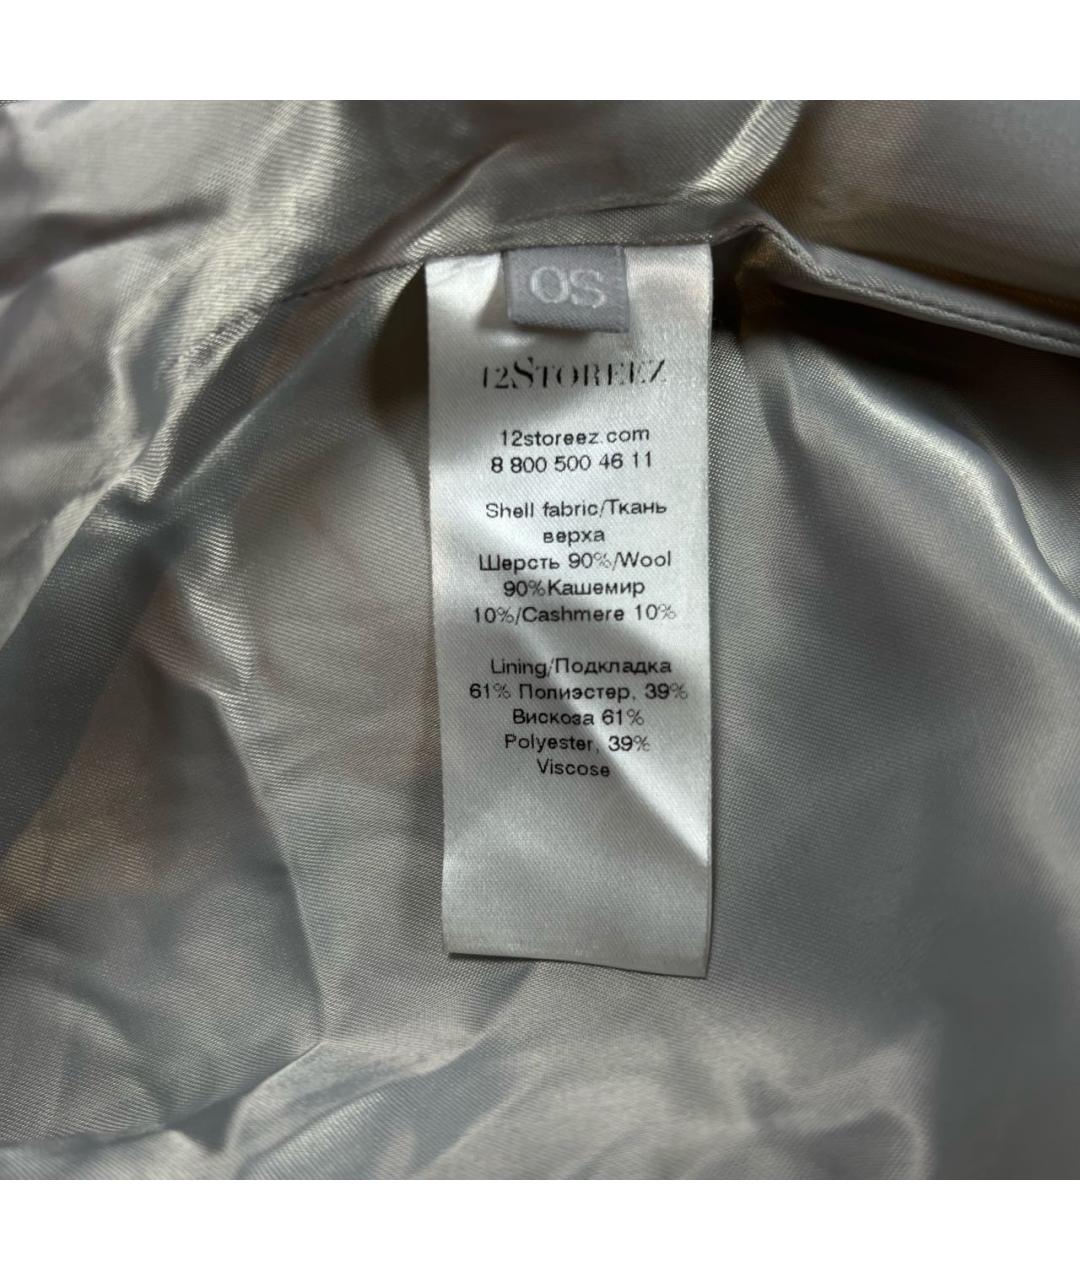 OS
12STOREEZ
12storeez.com
8 800 500 46 11
Shell fabric/Ткань
верха
Шерсть 90%/Wool
90%Кашемир
10%/Cashmere 10%
Lining/Подкладка
61% Полиэстер, 39%
Вискоза 61%
Polyester, 39%
Viscose